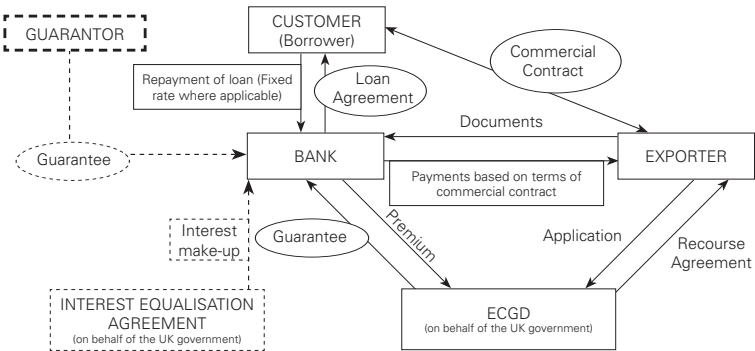 GUARANTOR
CUSTOMER
(Borrower)
Commercial
Contract
Repayment of loan (Fixed
rate where applicable)
Loan
Agreement
Documents
Guarantee
BANK
EXPORTER
Payments based on terms of
commercial contract
Interest
make-up
Guarantee
Premium
Application
Recourse
Agreement
INTEREST EQUALISATION
AGREEMENT
(on behalf of the UK government)
ECGD
(on behalf of the UK government)